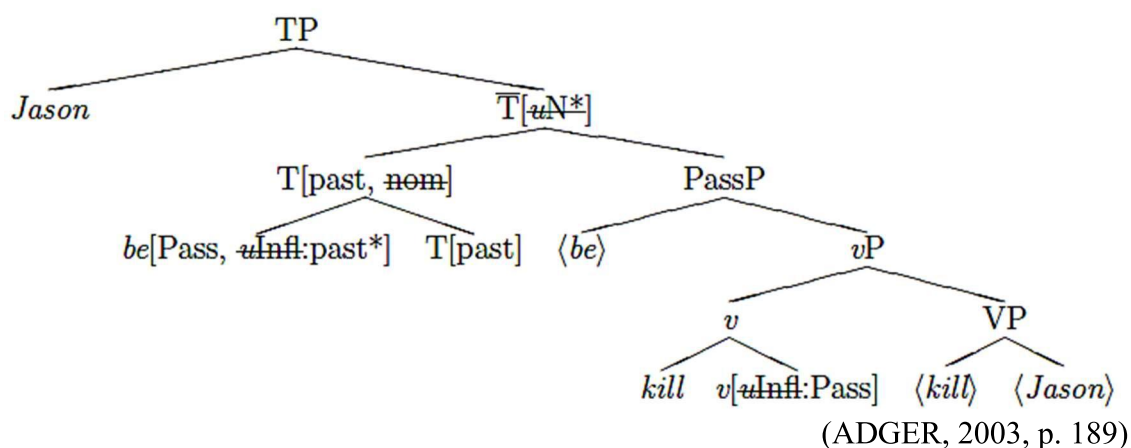 TP
Jason T̅[uN*]
T[past, nom] PassP
be[Pass, uInfl:past*] T[past] ⟨be⟩ vP
v VP
kill v[uInfl:Pass] ⟨kill⟩ ⟨Jason⟩
(ADGER, 2003, p. 189)